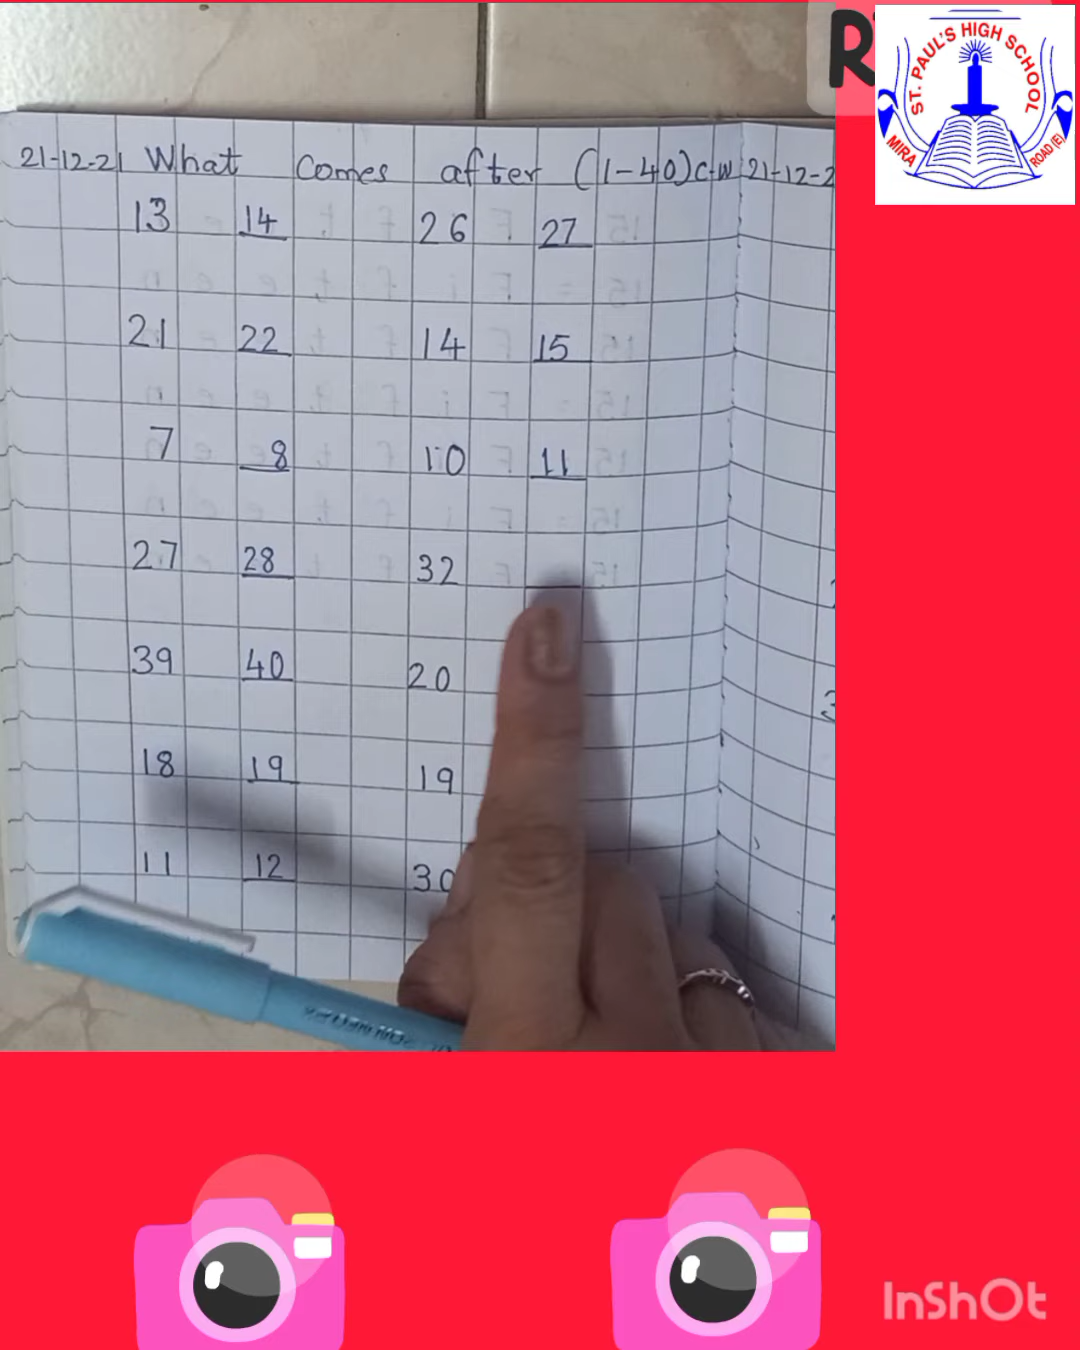 R
ST. PAUL'S HIGH SCHOOL
MIRA ROAD (E)
21-12-21 What comes after (1-40) C.W 21-12-2
13 14 26 27
21 22 14 15
7 8 10 11
27 28 32
39 40 20
18 19 19
11 12 30
InShOt